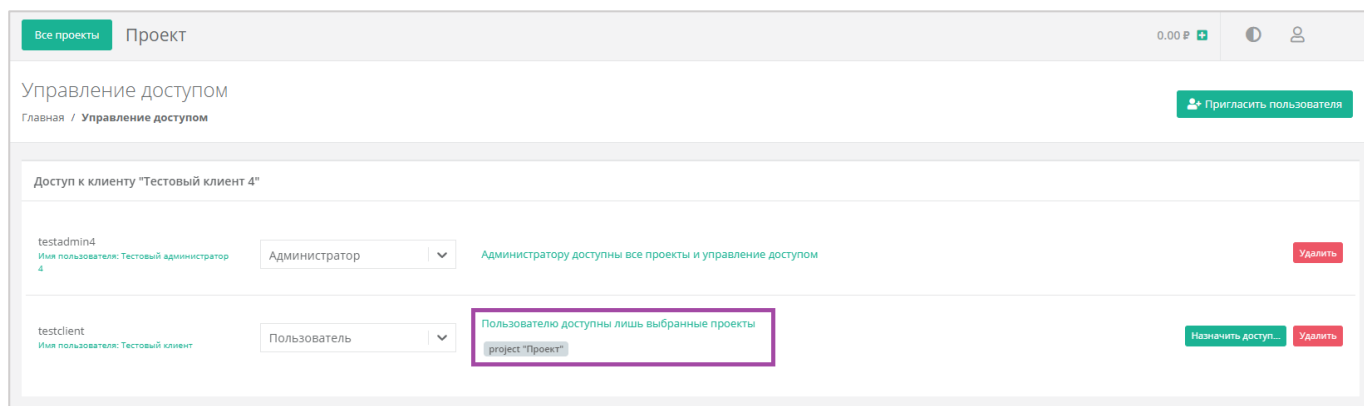 Все проекты Проект 0.00 ₽
Управление доступом
Пригласить пользователя
Главная / Управление доступом
Доступ к клиенту "Тестовый клиент 4"
testadmin4
Имя пользователя: Тестовый администратор
4
Администратор
Администратору доступны все проекты и управление доступом
Удалить
testclient
Имя пользователя: Тестовый клиент
Пользователь
Пользователю доступны лишь выбранные проекты
project "Проект"
Назначить доступ...
Удалить